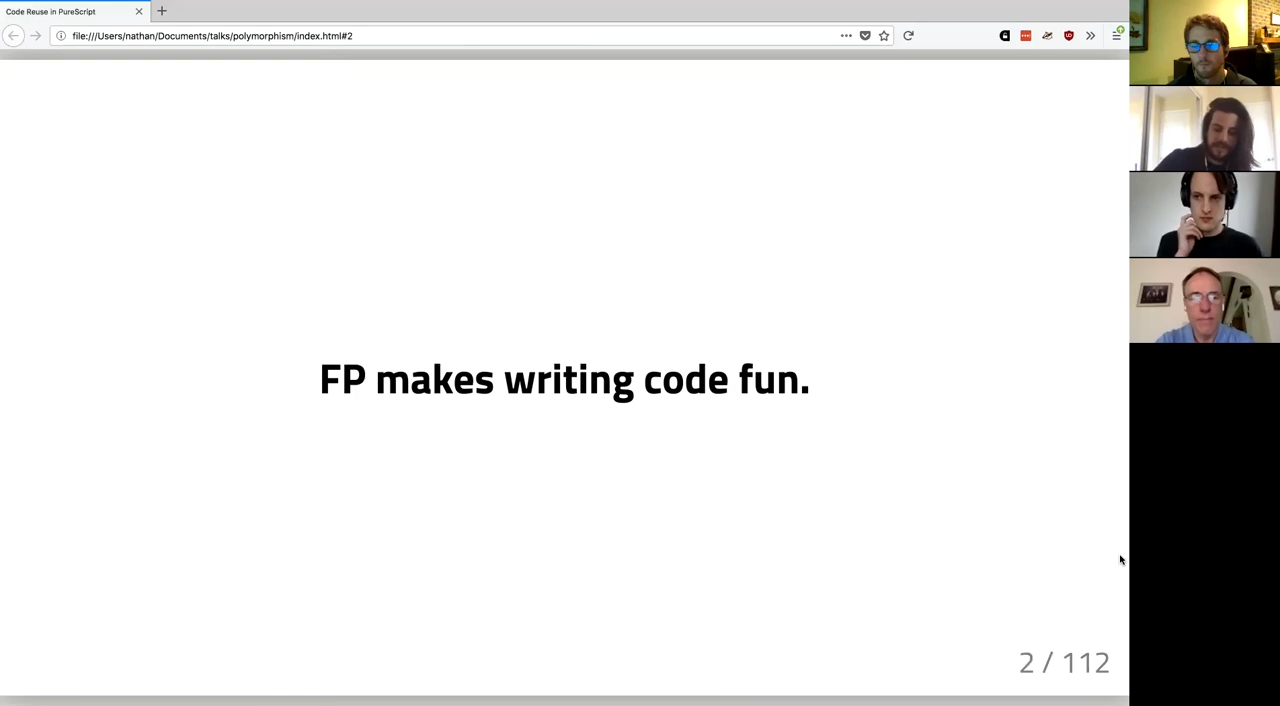 Code Reuse in PureScript
file:///Users/nathan/Documents/talks/polymorphism/index.html#2
FP makes writing code fun.
2 / 112